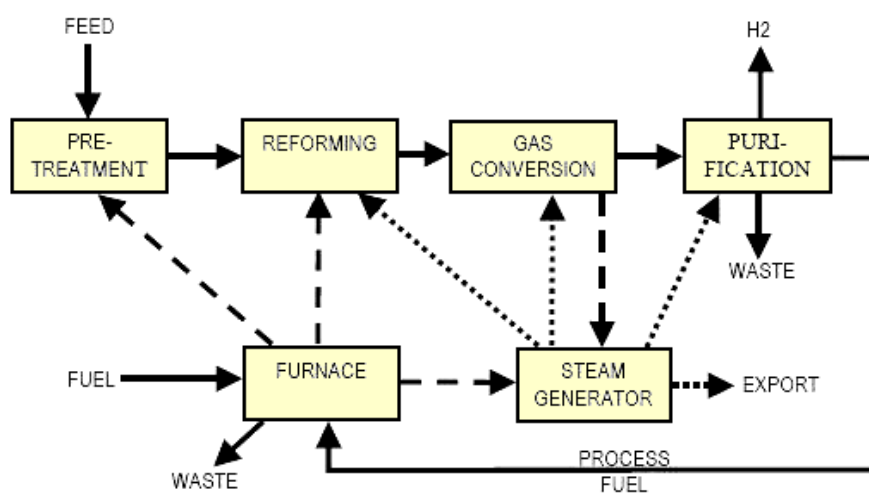 FEED
H2
PRE-
TREATMENT
REFORMING
GAS
CONVERSION
PURI-
FICATION
WASTE
FUEL
FURNACE
STEAM
GENERATOR
EXPORT
WASTE
PROCESS
FUEL